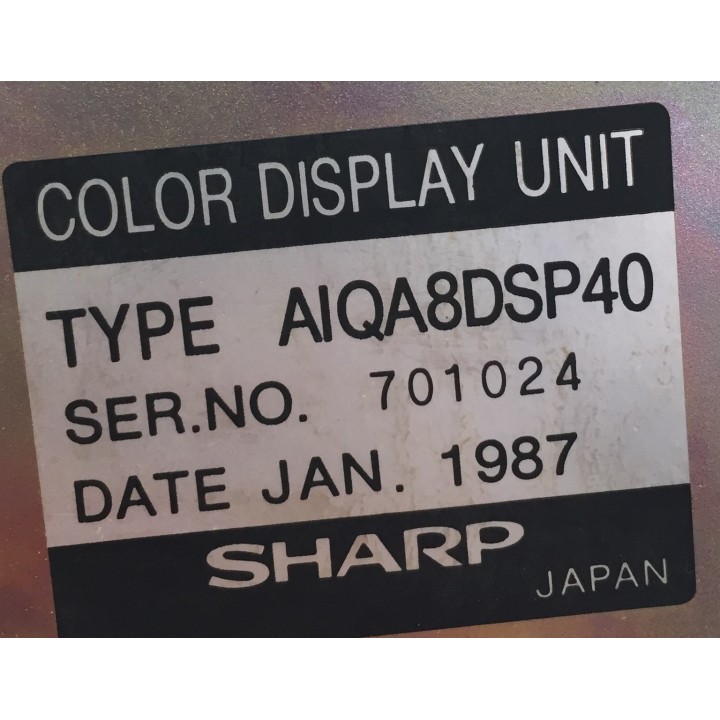 COLOR DISPLAY UNIT
TYPE AIQA8DSP40
SER.NO. 701024
DATE JAN. 1987
SHARP
JAPAN